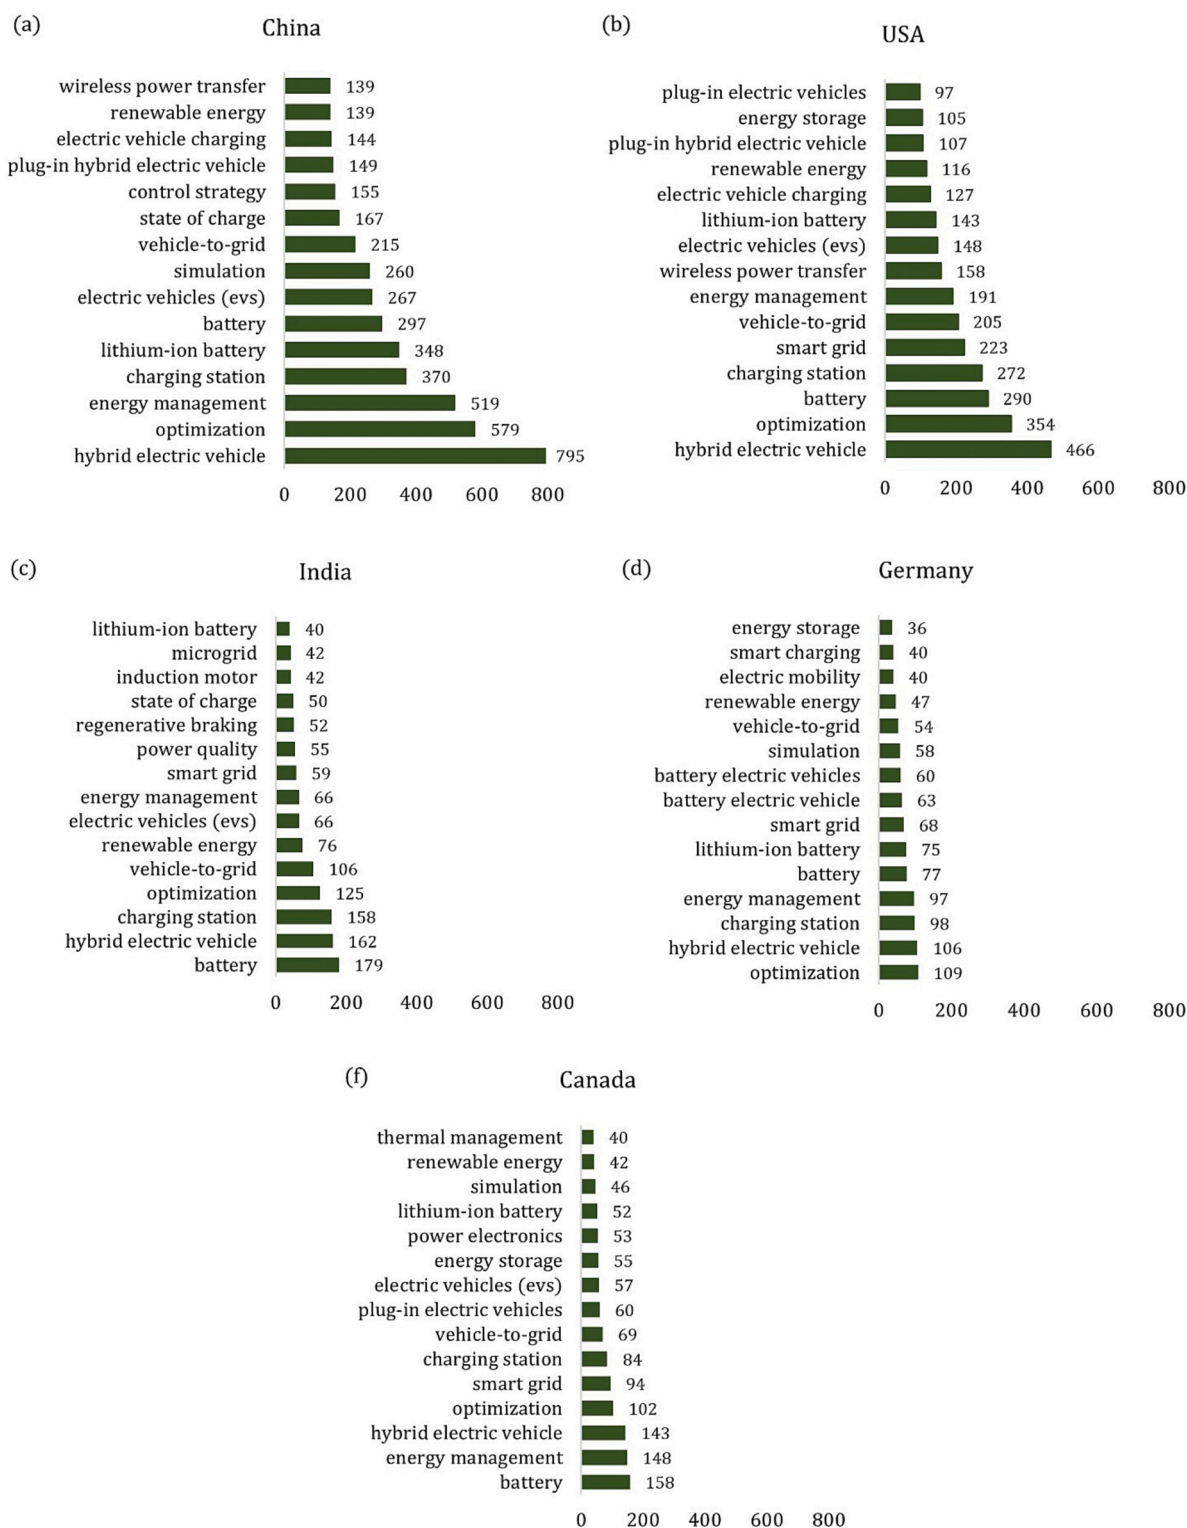 (a) China
wireless power transfer 139
renewable energy 139
electric vehicle charging 144
plug-in hybrid electric vehicle 149
control strategy 155
state of charge 167
vehicle-to-grid 215
simulation 260
electric vehicles (evs) 267
battery 297
lithium-ion battery 348
charging station 370
energy management 519
optimization 579
hybrid electric vehicle 795
0 200 400 600 800
(b) USA
plug-in electric vehicles 97
energy storage 105
plug-in hybrid electric vehicle 107
renewable energy 116
electric vehicle charging 127
lithium-ion battery 143
electric vehicles (evs) 148
wireless power transfer 158
energy management 191
vehicle-to-grid 205
smart grid 223
charging station 272
battery 290
optimization 354
hybrid electric vehicle 466
0 200 400 600 800
(c) India
lithium-ion battery 40
microgrid 42
induction motor 42
state of charge 50
regenerative braking 52
power quality 55
smart grid 59
energy management 66
electric vehicles (evs) 66
renewable energy 76
vehicle-to-grid 106
optimization 125
charging station 158
hybrid electric vehicle 162
battery 179
0 200 400 600 800
(d) Germany
energy storage 36
smart charging 40
electric mobility 40
renewable energy 47
vehicle-to-grid 54
simulation 58
battery electric vehicles 60
battery electric vehicle 63
smart grid 68
lithium-ion battery 75
battery 77
energy management 97
charging station 98
hybrid electric vehicle 106
optimization 109
0 200 400 600 800
(f) Canada
thermal management 40
renewable energy 42
simulation 46
lithium-ion battery 52
power electronics 53
energy storage 55
electric vehicles (evs) 57
plug-in electric vehicles 60
vehicle-to-grid 69
charging station 84
smart grid 94
optimization 102
hybrid electric vehicle 143
energy management 148
battery 158
0 200 400 600 800